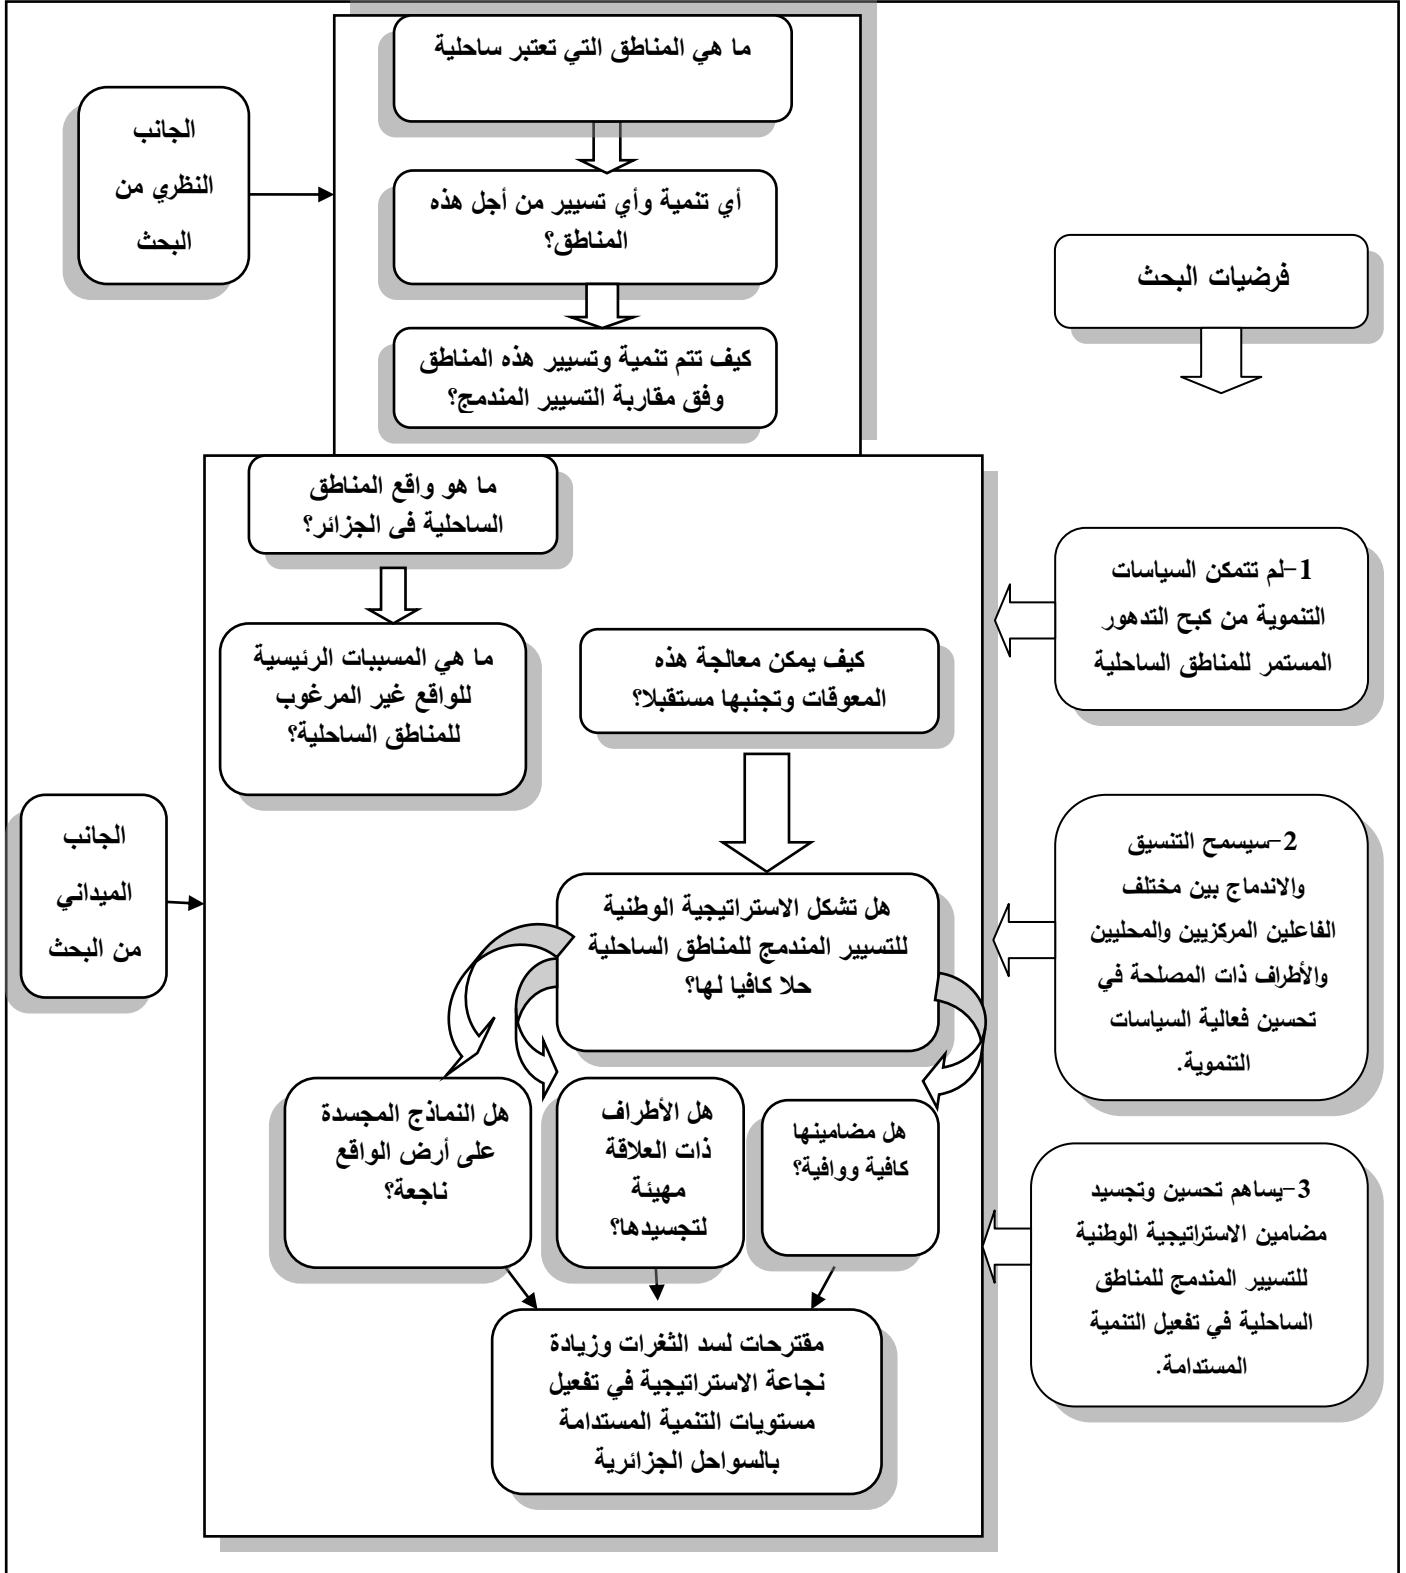 ما هي المناطق التي تعتبر ساحلية
الجانب
النظري من
البحث
أي تنمية وأي تسيير من أجل هذه
المناطق؟
كيف تتم تنمية وتسيير هذه المناطق
وفق مقاربة التسيير المندمج؟
فرضيات البحث
1-لم تتمكن السياسات
التنموية من كبح التدهور
المستمر للمناطق الساحلية
2-سيسمح التنسيق
والاندماج بين مختلف
الفاعلين المركزيين والمحليين
والأطراف ذات المصلحة في
تحسين فعالية السياسات
التنموية.
3-يساهم تحسين وتجسيد
مضامين الاستراتيجية الوطنية
للتسيير المندمج للمناطق
الساحلية في تفعيل التنمية
المستدامة.
ما هو واقع المناطق
الساحلية في الجزائر؟
ما هي المسببات الرئيسية
للواقع غير المرغوب
للمناطق الساحلية؟
كيف يمكن معالجة هذه
المعوقات وتجنبها مستقبلا؟
الجانب
الميداني
من البحث
هل تشكل الاستراتيجية الوطنية
للتسيير المندمج للمناطق الساحلية
حلا كافيا لها؟
هل مضامينها
كافية ووافية؟
هل الأطراف
ذات العلاقة
مهيئة
لتجسيدها؟
هل النماذج المجسدة
على أرض الواقع
ناجعة؟
مقترحات لسد الثغرات وزيادة
نجاعة الاستراتيجية في تفعيل
مستويات التنمية المستدامة
بالسواحل الجزائرية